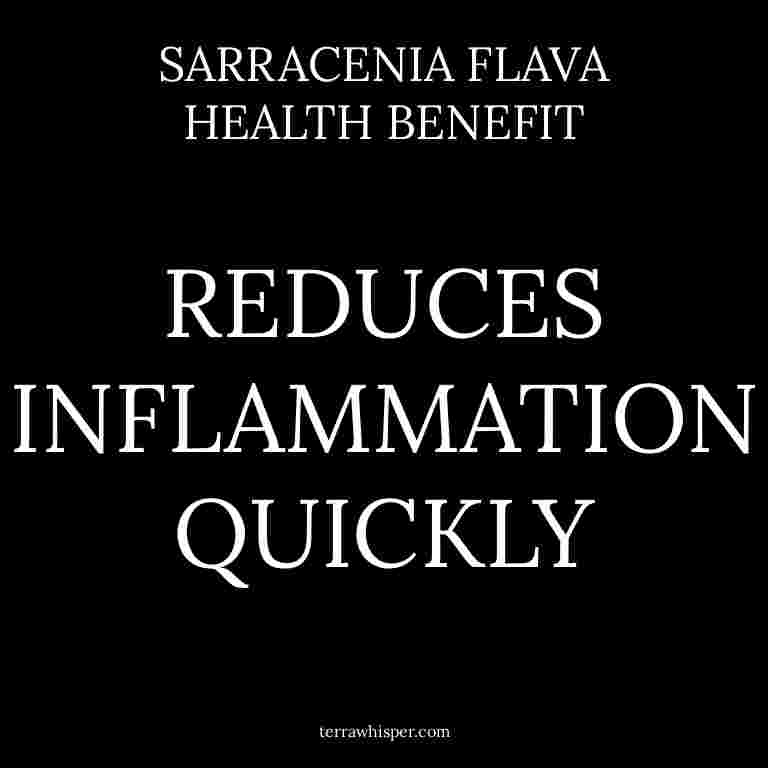 SARRACENIA FLAVA
HEALTH BENEFIT
REDUCES
INFLAMMATION
QUICKLY
terrawhisper.com